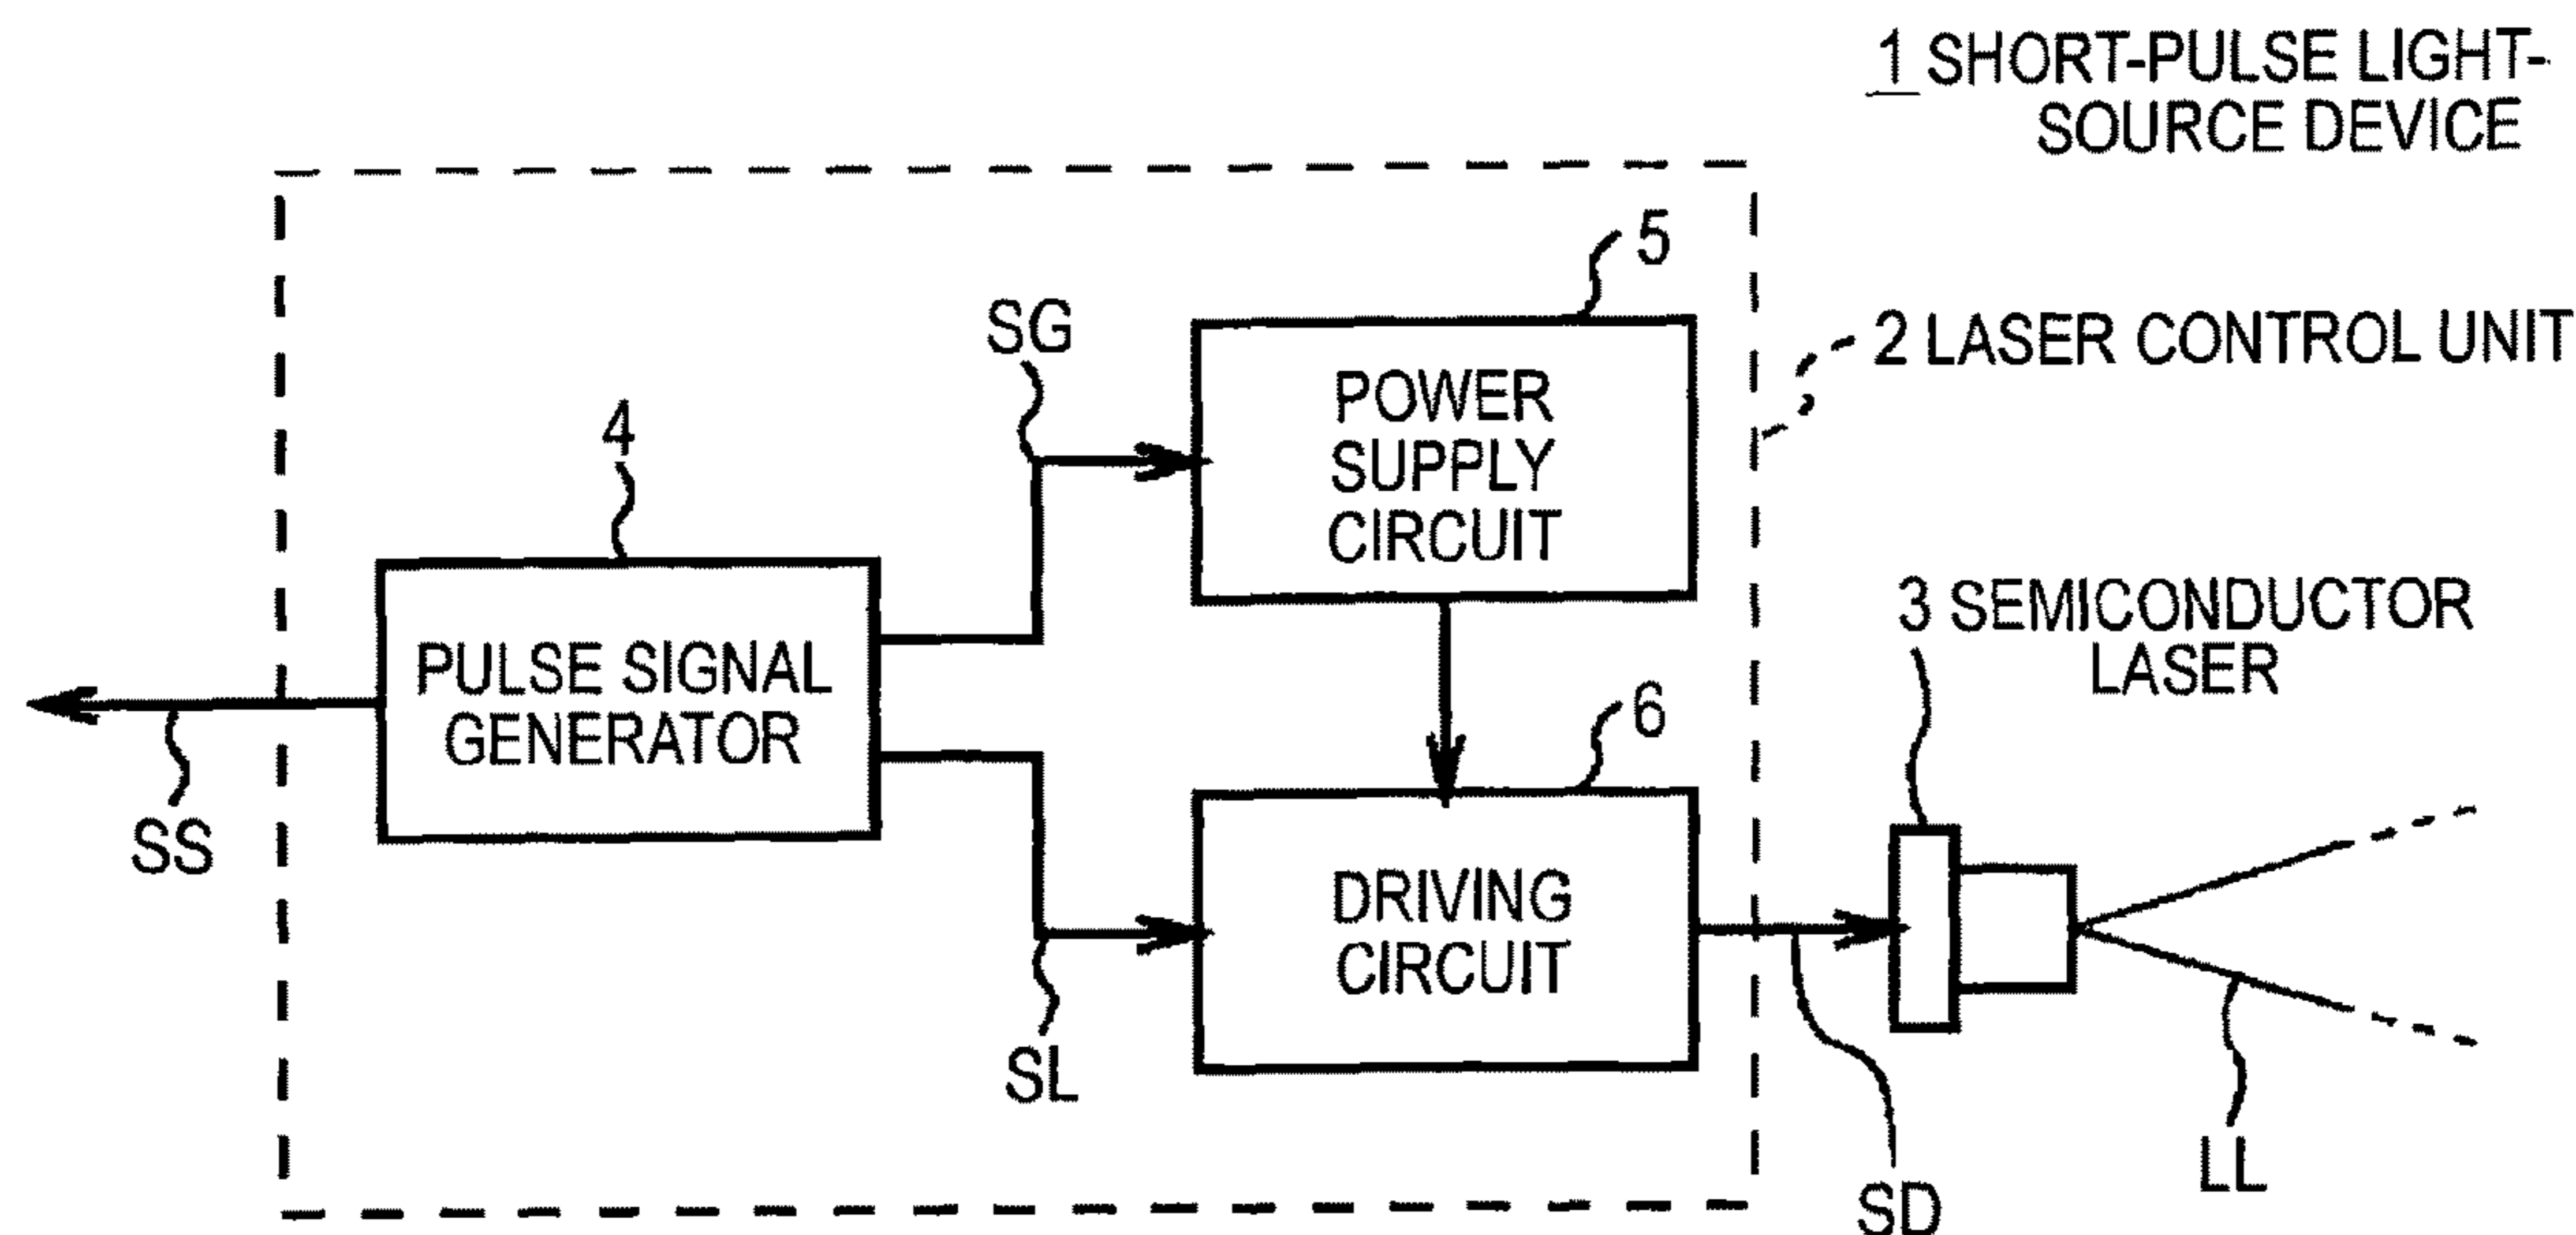 1 SHORT-PULSE LIGHT-
SOURCE DEVICE
5
SG
2 LASER CONTROL UNIT
POWER
SUPPLY
CIRCUIT
4
3 SEMICONDUCTOR
LASER
PULSE SIGNAL
GENERATOR
6
SS
DRIVING
CIRCUIT
SL
LL
SD